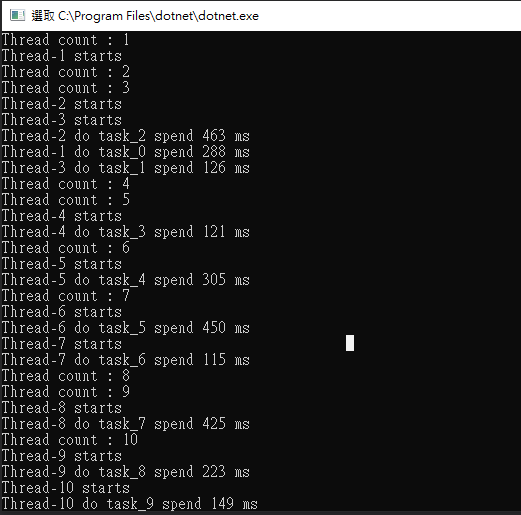 選取 C:\Program Files\dotnet\dotnet.exe
Thread count : 1
Thread-1 starts
Thread count : 2
Thread count : 3
Thread-2 starts
Thread-3 starts
Thread-2 do task_2 spend 463 ms
Thread-1 do task_0 spend 288 ms
Thread-3 do task_1 spend 126 ms
Thread count : 4
Thread count : 5
Thread-4 starts
Thread-4 do task_3 spend 121 ms
Thread count : 6
Thread-5 starts
Thread-5 do task_4 spend 305 ms
Thread count : 7
Thread-6 starts
Thread-6 do task_5 spend 450 ms
Thread-7 starts
Thread-7 do task_6 spend 115 ms
Thread count : 8
Thread count : 9
Thread-8 starts
Thread-8 do task_7 spend 425 ms
Thread count : 10
Thread-9 starts
Thread-9 do task_8 spend 223 ms
Thread-10 starts
Thread-10 do task_9 spend 149 ms